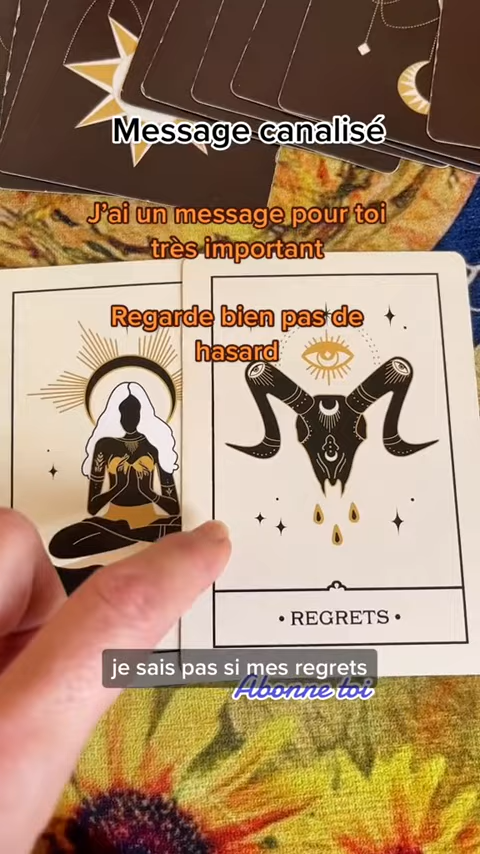 Message canalisé
J'ai un message pour toi
très important
Regarde bien pas de
hasard
• REGRETS •
je sais pas si mes regrets
Abonne toi